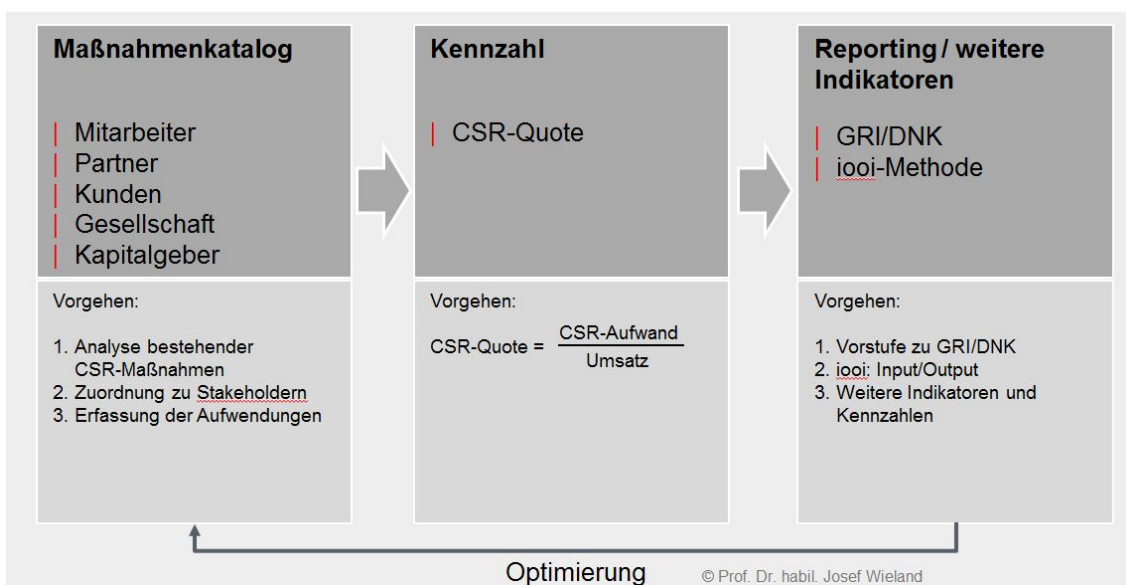 Maßnahmenkatalog
| Mitarbeiter
| Partner
| Kunden
| Gesellschaft
| Kapitalgeber
Vorgehen:
1. Analyse bestehender
CSR-Maßnahmen
2. Zuordnung zu Stakeholdern
3. Erfassung der Aufwendungen
Kennzahl
| CSR-Quote
Vorgehen:
CSR-Quote = CSR-Aufwand
Umsatz
Reporting / weitere
Indikatoren
| GRI/DNK
| iooi-Methode
Vorgehen:
1. Vorstufe zu GRI/DNK
2. iooi: Input/Output
3. Weitere Indikatoren und
Kennzahlen
Optimierung
© Prof. Dr. habil. Josef Wieland